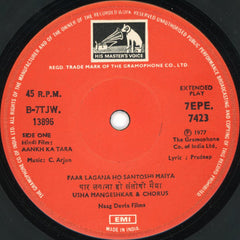 HIS MASTER'S VOICE
REGD. TRADE MARK OF THE GRAMOPHONE CO. LTD.
45 RPM.
EXTENDED PLAY
B-7TJW. 13896
7EPE. 7423
SIDE ONE
(Hindi Film)
AANKH KA TARA
Music: C. Arjun
℗ 1977
The Gramophone Co. of India Ltd.
Lyric : Pradeep
PAAR LAGANA HO SANTOSHI MAIYA
पार लगाना हो संतोषी मैया
USHA MANGESHKAR & CHORUS
Naag Devta Films
EMI
INDIA